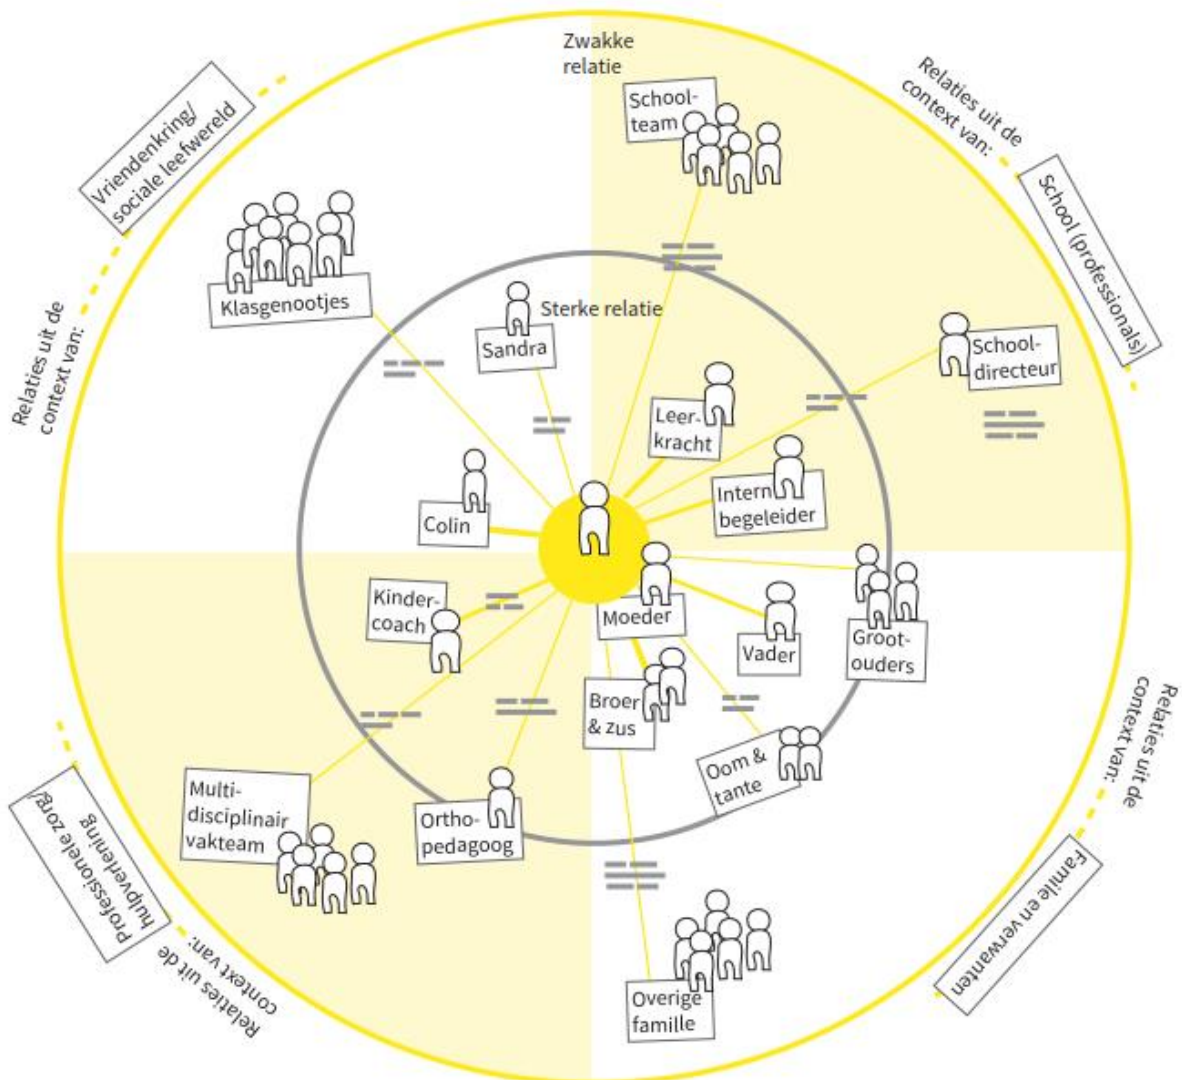 Zwakke
relatie
School-
team
Relaties uit de
context van:
School (professionals)
Vriendenkring/
sociale leefwereld
Relaties uit de
context van:
Klasgenootjes
Sandra
Sterke relatie
School-
directeur
Leer-
kracht
Intern
begeleider
Colin
Kinder-
coach
Moeder
Vader
Groot-
ouders
Broer
& zus
Oom &
tante
Multi-
disciplinair
vakteam
Ortho-
pedagoog
Overige
famille
Professionele zorg/
hulpverlening
Relaties uit de
context van:
Relaties uit de
context van:
Famile en verwanten